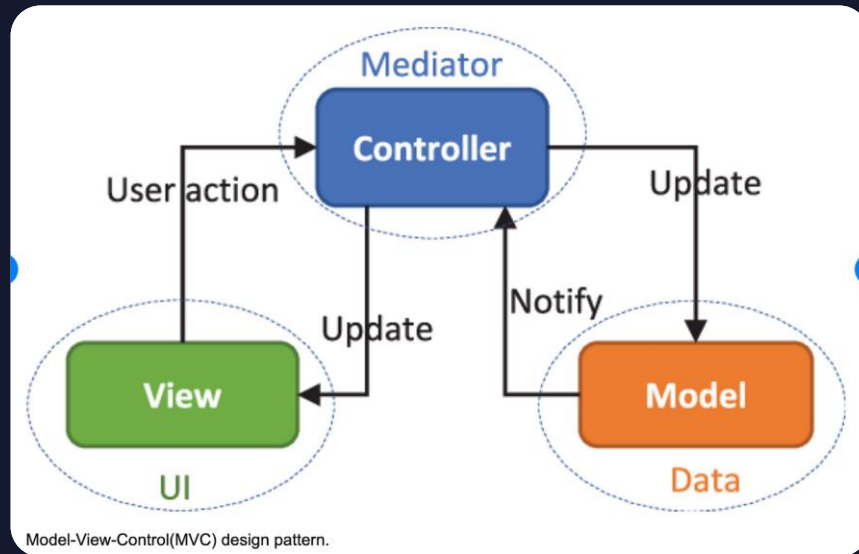 Mediator
Controller
User action
Update
Update
Notify
View
Model
UI
Data
Model-View-Control(MVC) design pattern.